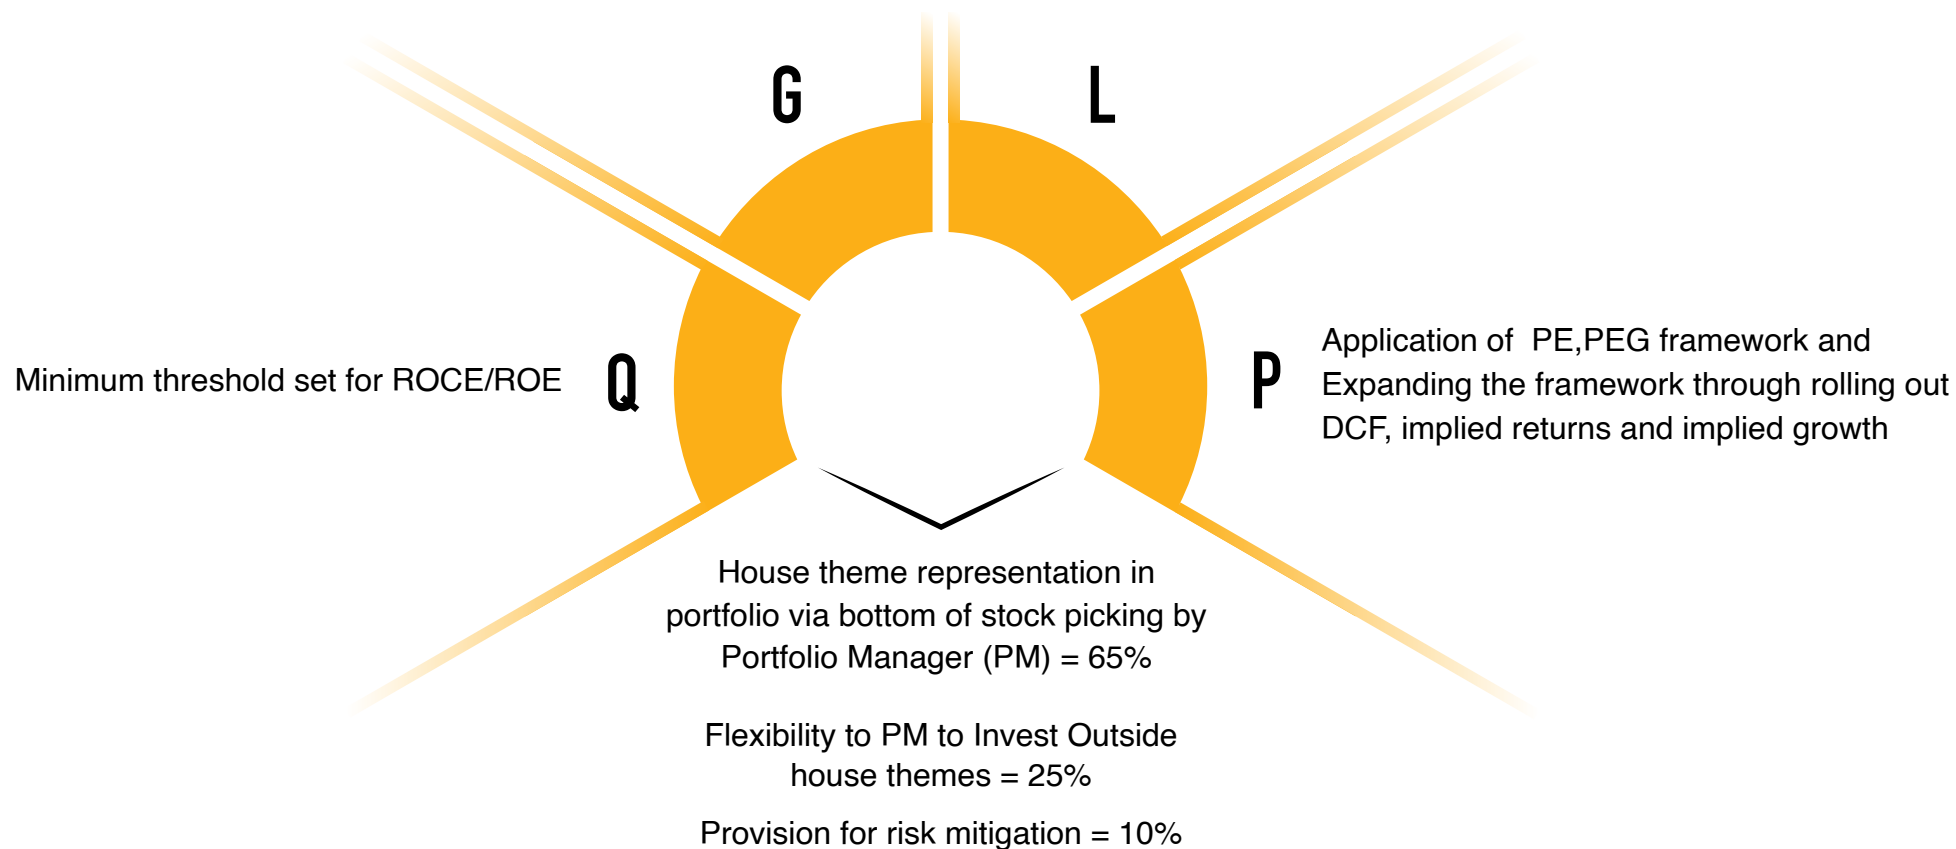 G
L
Minimum threshold set for ROCE/ROE
Q
P
Application of PE,PEG framework and
Expanding the framework through rolling out
DCF, implied returns and implied growth
House theme representation in
portfolio via bottom of stock picking by
Portfolio Manager (PM) = 65%
Flexibility to PM to Invest Outside
house themes = 25%
Provision for risk mitigation = 10%